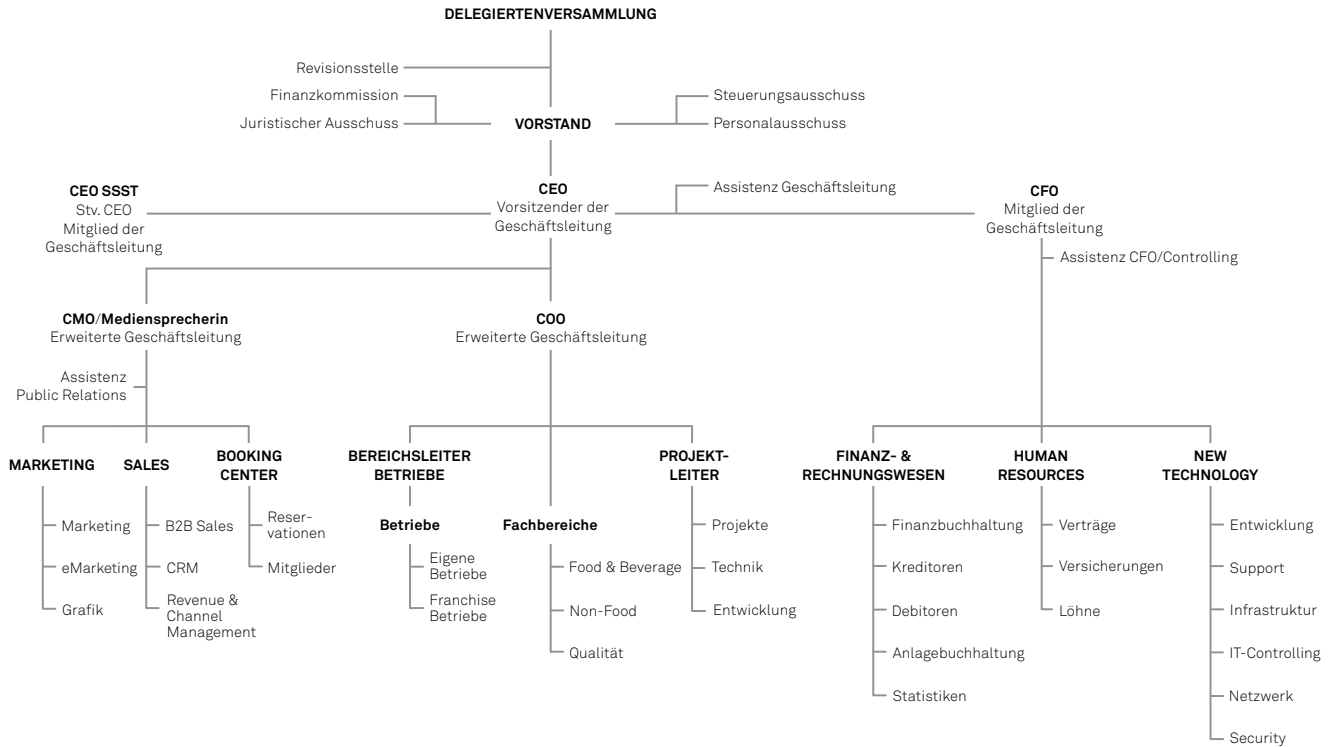 DELEGIERTENVERSAMMLUNG
Revisionsstelle
Finanzkommission
Juristischer Ausschuss
VORSTAND
Steuerungsausschuss
Personalausschuss
CEO SSST
Stv. CEO
Mitglied der
Geschäftsleitung
CEO
Vorsitzender der
Geschäftsleitung
Assistenz Geschäftsleitung
CFO
Mitglied der
Geschäftsleitung
Assistenz CFO/Controlling
CMO/Mediensprecherin
Erweiterte Geschäftsleitung
COO
Erweiterte Geschäftsleitung
Assistenz
Public Relations
MARKETING
Marketing
eMarketing
Grafik
SALES
B2B Sales
CRM
Revenue &
Channel
Management
BOOKING
CENTER
Reser-
vationen
Mitglieder
BEREICHSLEITER
BETRIEBE
Betriebe
Eigene
Betriebe
Franchise
Betriebe
Fachbereiche
Food & Beverage
Non-Food
Qualität
PROJEKT-
LEITER
Projekte
Technik
Entwicklung
FINANZ- &
RECHNUNGSWESEN
Finanzbuchhaltung
Kreditoren
Debitoren
Anlagebuchhaltung
Statistiken
HUMAN
RESOURCES
Verträge
Versicherungen
Löhne
NEW
TECHNOLOGY
Entwicklung
Support
Infrastruktur
IT-Controlling
Netzwerk
Security